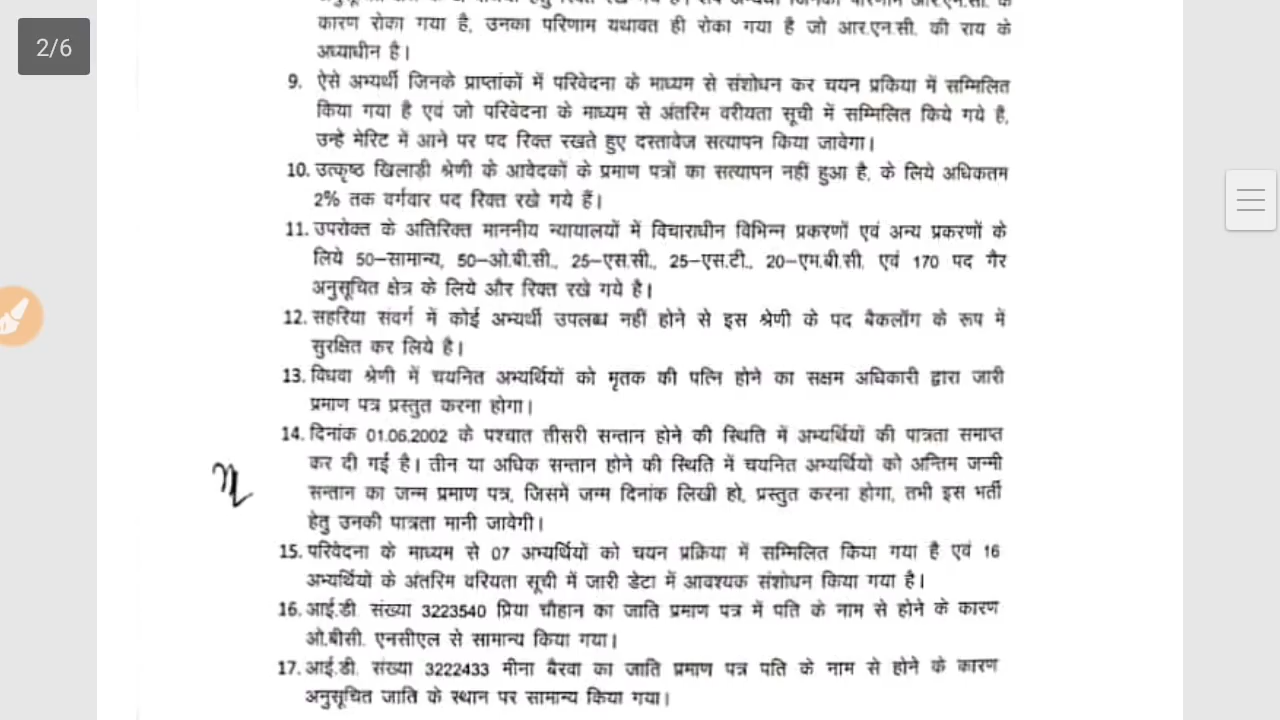 2/6
कारण रोका गया है, उनका परिणाम यथावत ही रोका गया है जो आर.एन.सी. की राय के
अध्याधीन है।
9. ऐसे अभ्यर्थी जिनके प्राप्तांकों में परिवेदना के माध्यम से संशोधन कर चयन प्रकिया में सम्मिलित
किया गया है एवं जो परिवेदना के माध्यम से अंतरिम वरीयता सूची में सम्मिलित किये गये है,
उन्हे मेरिट में आने पर पद रिक्त रखते हुए दस्तावेज सत्यापन किया जावेगा।
10. उत्कृष्ठ खिलाड़ी श्रेणी के आवेदकों के प्रमाण पत्रों का सत्यापन नहीं हुआ है, के लिये अधिकतम
2% तक वर्गवार पद रिक्त रखे गये हैं।
11. उपरोक्त के अतिरिक्त माननीय न्यायालयों में विचाराधीन विभिन्न प्रकरणों एवं अन्य प्रकरणों के
लिये 50–सामान्य, 50–ओ.बी.सी., 25–एस.सी., 25–एस.टी., 20–एम.बी.सी. एवं 170 पद गैर
अनुसूचित क्षेत्र के लिये और रिक्त रखे गये है।
12. सहरिया संवर्ग में कोई अभ्यर्थी उपलब्ध नहीं होने से इस श्रेणी के पद बैकलॉग के रूप में
सुरक्षित कर लिये है।
13. विधवा श्रेणी में चयनित अभ्यर्थियों को मृतक की पत्नि होने का सक्षम अधिकारी द्वारा जारी
प्रमाण पत्र प्रस्तुत करना होगा।
14. दिनांक 01.06.2002 के पश्चात तीसरी सन्तान होने की स्थिति में अभ्यर्थियों की पात्रता समाप्त
कर दी गई है। तीन या अधिक सन्तान होने की स्थिति में चयनित अभ्यर्थियो को अन्तिम जन्मी
सन्तान का जन्म प्रमाण पत्र, जिसमें जन्म दिनांक लिखी हो, प्रस्तुत करना होगा, तभी इस भर्ती
हेतु उनकी पात्रता मानी जावेगी।
15. परिवेदना के माध्यम से 07 अभ्यर्थियों को चयन प्रक्रिया में सम्मिलित किया गया है एवं 16
अभ्यर्थियो के अंतरिम वरियता सूची में जारी डेटा में आवश्यक संशोधन किया गया है।
16. आई.डी. संख्या 3223540 प्रिया चौहान का जाति प्रमाण पत्र में पति के नाम से होने के कारण
ओ.बीसी. एनसीएल से सामान्य किया गया।
17. आई.डी. संख्या 3222433 मीना बैरवा का जाति प्रमाण पत्र पति के नाम से होने के कारण
अनुसूचित जाति के स्थान पर सामान्य किया गया।